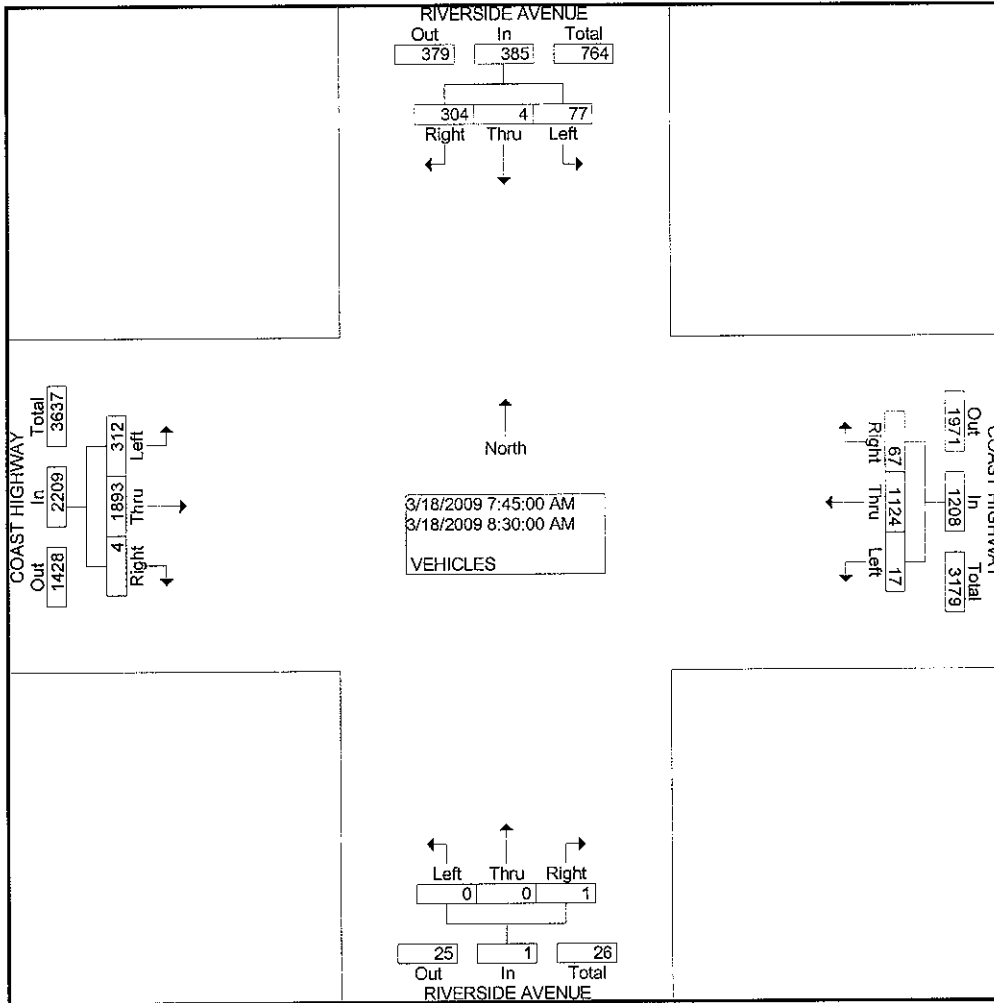 RIVERSIDE AVENUE
Out In Total
379 385 764
304 4 77
Right Thru Left
COAST HIGHWAY
Total In Out
3637 2209 1428
312 1893 4
Left Thru Right
North
3/18/2009 7:45:00 AM
3/18/2009 8:30:00 AM
VEHICLES
COAST HIGHWAY
Out In Total
1971 1208 3179
67 1124 17
Right Thru Left
Left Thru Right
0 0 1
25 1 26
Out In Total
RIVERSIDE AVENUE